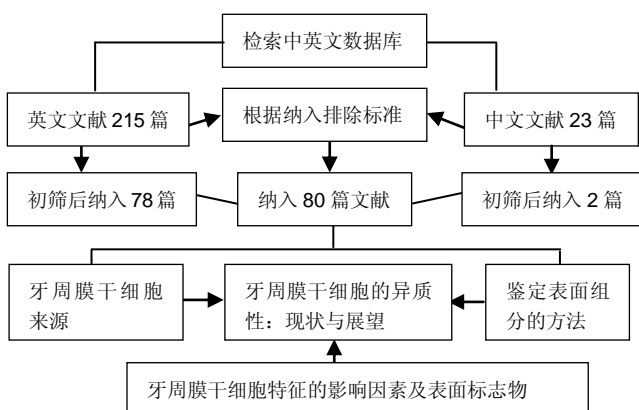 检索中英文数据库
英文文献 215 篇
根据纳入排除标准
中文文献 23 篇
初筛后纳入 78 篇
纳入 80 篇文献
初筛后纳入 2 篇
牙周膜干细胞
来源
牙周膜干细胞的异质
性：现状与展望
鉴定表面组
分的方法
牙周膜干细胞特征的影响因素及表面标志物